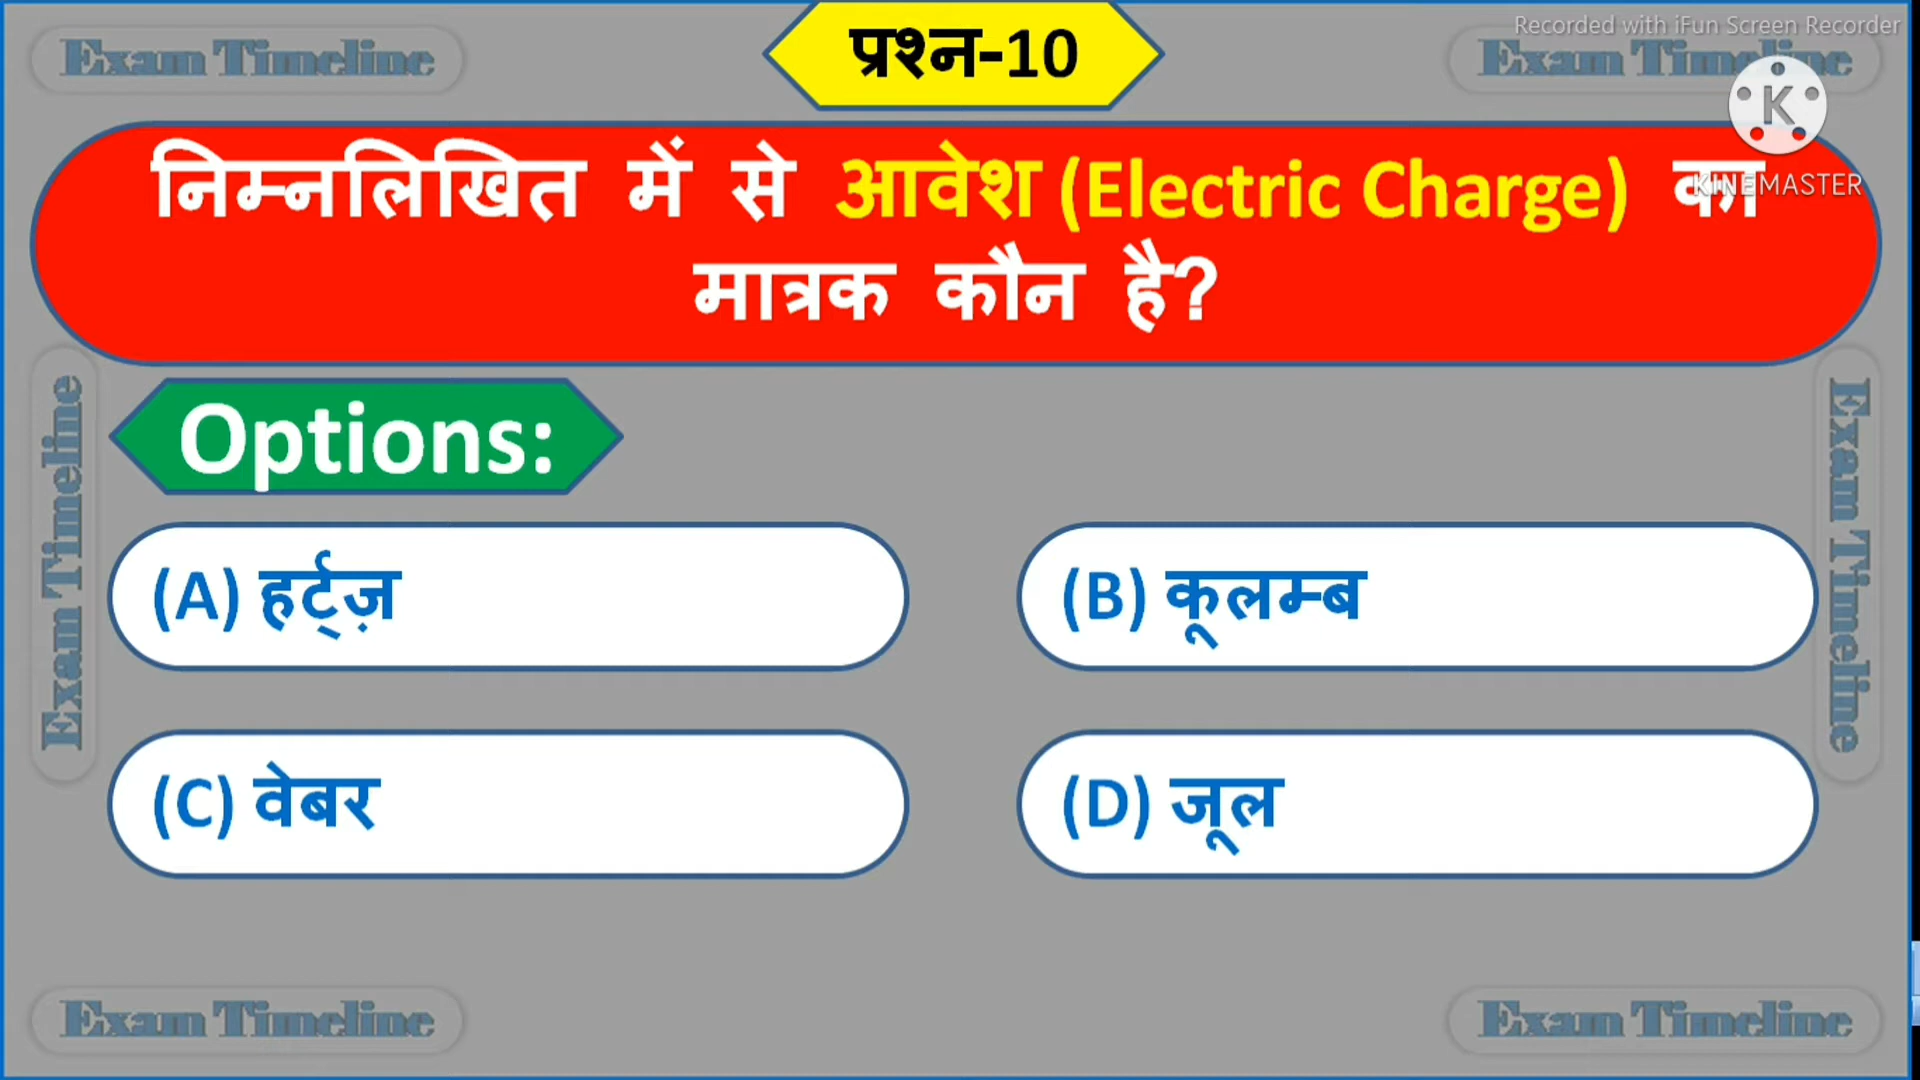 Recorded with iFun Screen Recorder
Exam Timeline
प्रश्न-10
Exam Timeline
K
KINEMASTER
निम्नलिखित में से आवेश (Electric Charge) का
मात्रक कौन है?
Exam Timeline
Exam Timeline
Options:
(A) हर्ट्ज़
(B) कूलम्ब
(C) वेबर
(D) जूल
Exam Timeline
Exam Timeline